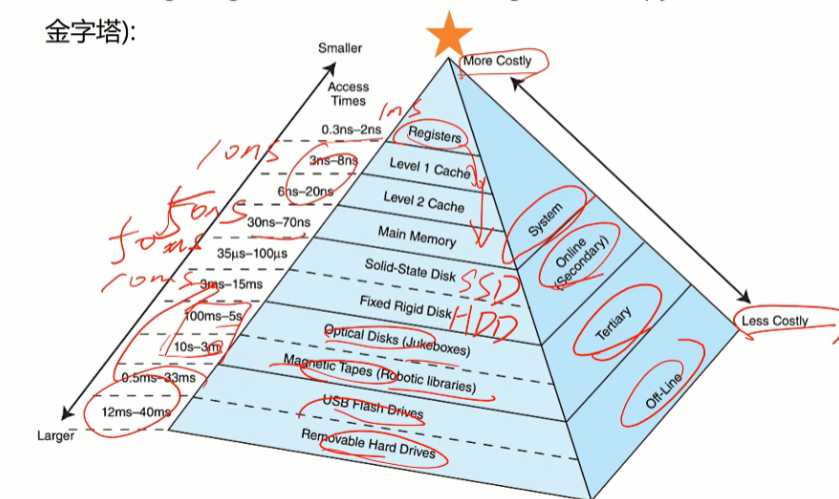 金字塔):
Smaller
More Costly
Access
Times
1ns
0.3ns–2ns
Registers
10ns
3ns–8ns
Level 1 Cache
6ns–20ns
Level 2 Cache
50ns
30ns–70ns
Main Memory
System
35μs–100μs
Solid-State Disk
SSD
Online
(Secondary)
10ms
3ms–15ms
Fixed Rigid Disk
HDD
100ms–5s
Optical Disks (Jukeboxes)
Tertiary
Less Costly
10s–3m
Magnetic Tapes (Robotic libraries)
0.5ms–33ms
USB Flash Drives
Off-Line
12ms–40ms
Removable Hard Drives
Larger